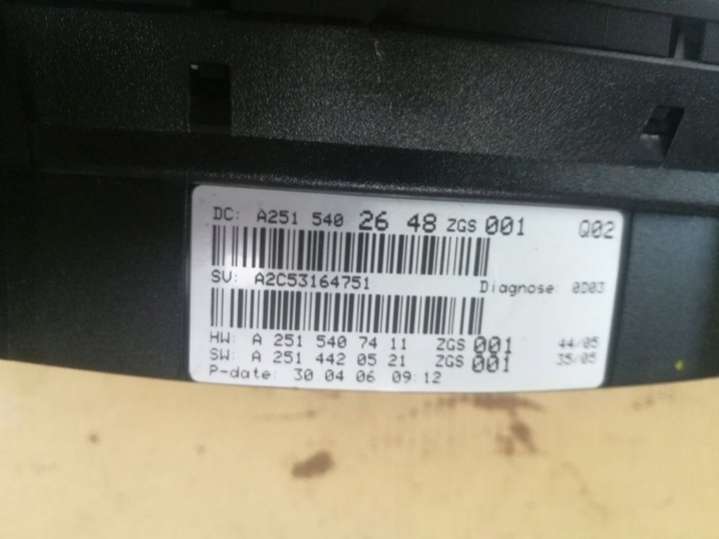 DC: A251 540 26 48 ZGS 001 Q02
SV: A2C53164751 Diagnose 0D03
HW: A 251 540 74 11 ZGS 001 44/05
SW: A 251 442 05 21 ZGS 001 35/05
P-date: 30 04 06 09:12